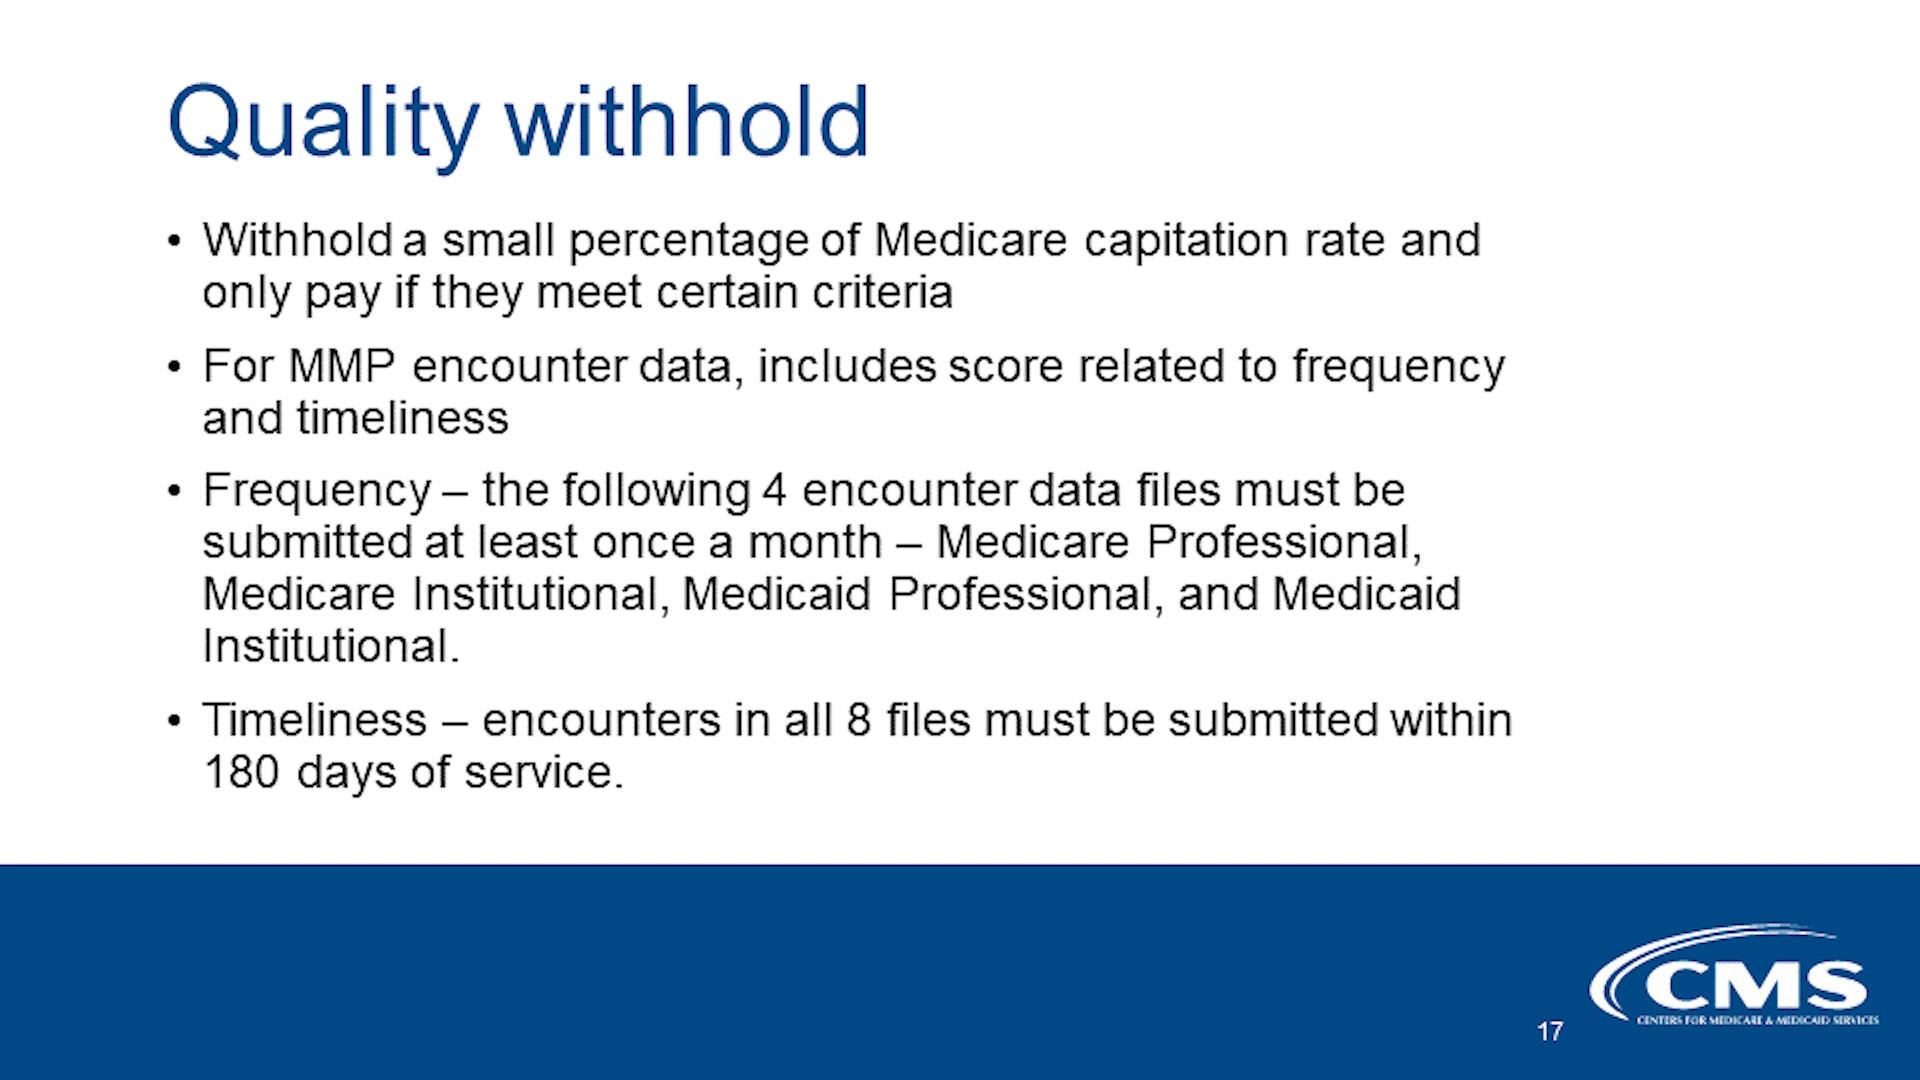 Quality withhold
• Withhold a small percentage of Medicare capitation rate and
only pay if they meet certain criteria
• For MMP encounter data, includes score related to frequency
and timeliness
• Frequency – the following 4 encounter data files must be
submitted at least once a month – Medicare Professional,
Medicare Institutional, Medicaid Professional, and Medicaid
Institutional.
• Timeliness – encounters in all 8 files must be submitted within
180 days of service.
CMS
CENTERS FOR MEDICARE & MEDICAID SERVICES
17